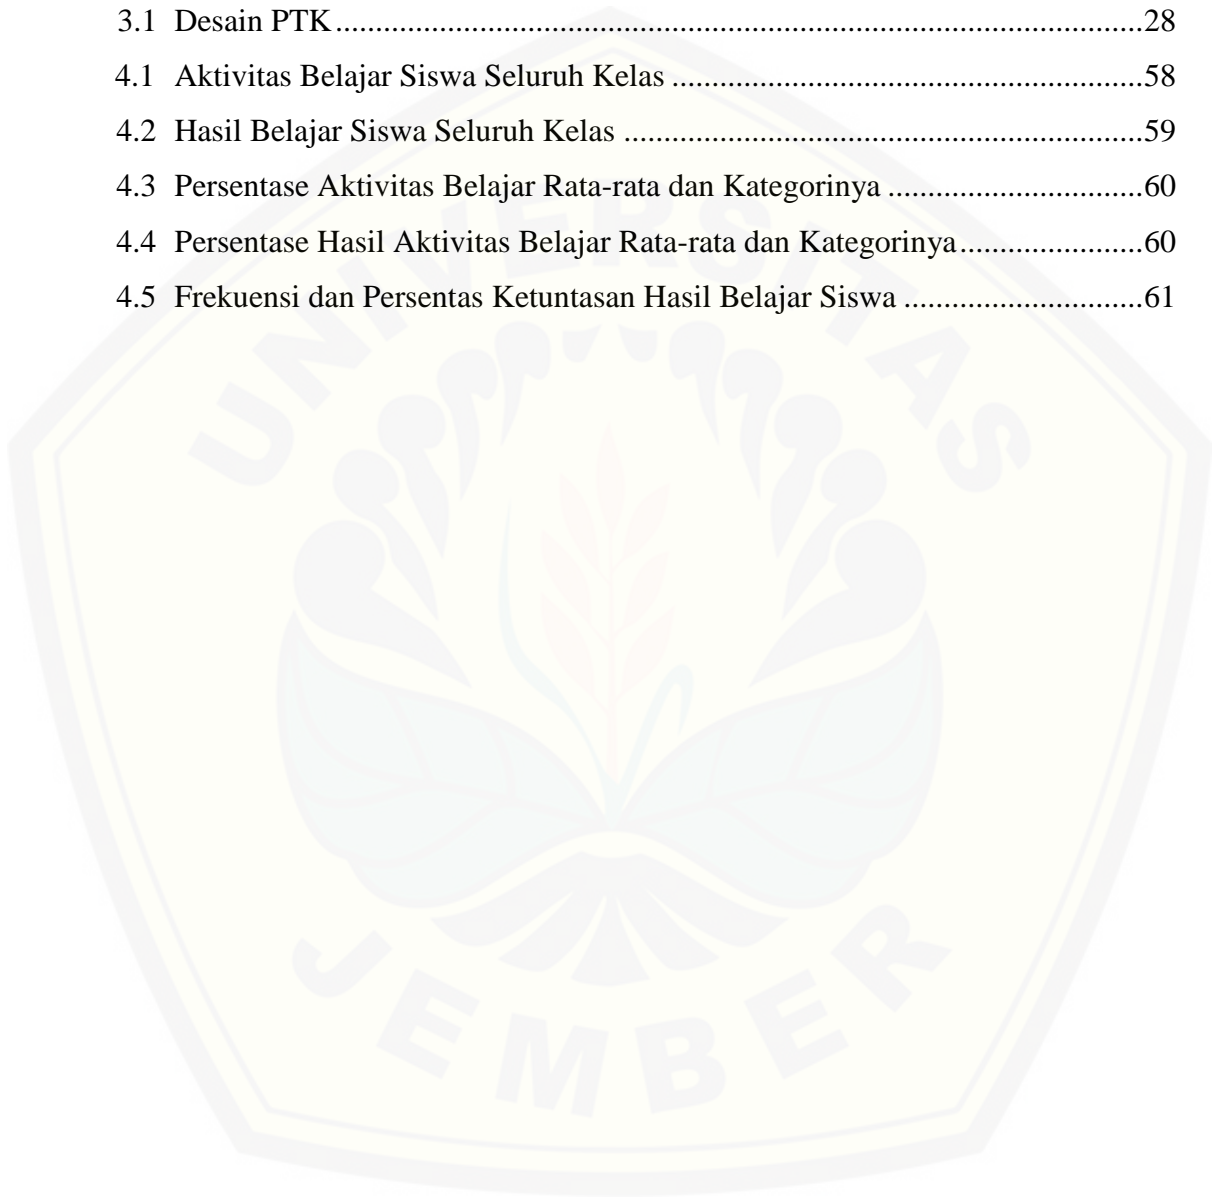 3.1 Desain PTK....................................................................................................28
4.1 Aktivitas Belajar Siswa Seluruh Kelas ..........................................................58
4.2 Hasil Belajar Siswa Seluruh Kelas ................................................................59
4.3 Persentase Aktivitas Belajar Rata-rata dan Kategorinya ...............................60
4.4 Persentase Hasil Aktivitas Belajar Rata-rata dan Kategorinya......................60
4.5 Frekuensi dan Persentas Ketuntasan Hasil Belajar Siswa .............................61
UNIVERSITAS
JEMBER